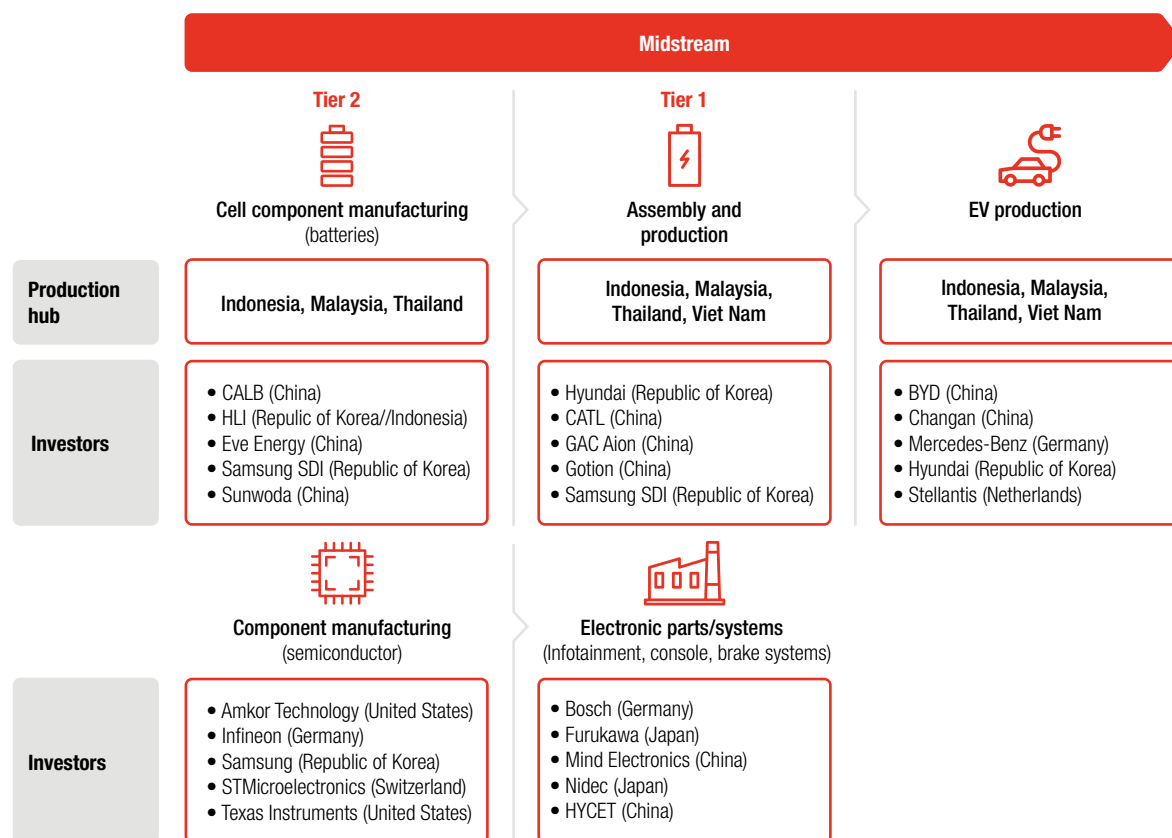 Midstream
Tier 2
Cell component manufacturing
(batteries)
Tier 1
Assembly and
production
EV production
Production
hub
Indonesia, Malaysia, Thailand
Indonesia, Malaysia,
Thailand, Viet Nam
Indonesia, Malaysia,
Thailand, Viet Nam
Investors
• CALB (China)
• HLI (Repulic of Korea//Indonesia)
• Eve Energy (China)
• Samsung SDI (Republic of Korea)
• Sunwoda (China)
• Hyundai (Republic of Korea)
• CATL (China)
• GAC Aion (China)
• Gotion (China)
• Samsung SDI (Republic of Korea)
• BYD (China)
• Changan (China)
• Mercedes-Benz (Germany)
• Hyundai (Republic of Korea)
• Stellantis (Netherlands)
Component manufacturing
(semiconductor)
Electronic parts/systems
(Infotainment, console, brake systems)
Investors
• Amkor Technology (United States)
• Infineon (Germany)
• Samsung (Republic of Korea)
• STMicroelectronics (Switzerland)
• Texas Instruments (United States)
• Bosch (Germany)
• Furukawa (Japan)
• Mind Electronics (China)
• Nidec (Japan)
• HYCET (China)